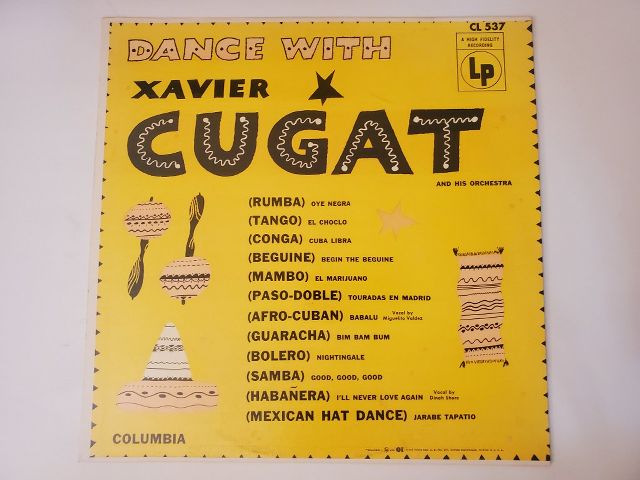 CL 537
DANCE WITH
A HIGH FIDELITY
RECORDING
Lp
XAVIER
CUGAT
AND HIS ORCHESTRA
(RUMBA) OYE NEGRA
(TANGO) EL CHOCLO
(CONGA) CUBA LIBRA
(BEGUINE) BEGIN THE BEGUINE
(MAMBO) EL MARIJUANO
(PASO-DOBLE) TOURADAS EN MADRID
(AFRO-CUBAN) BABALU Vocal by
Miguelito Valdez
(GUARACHA) BIM BAM BUM
(BOLERO) NIGHTINGALE
(SAMBA) GOOD, GOOD, GOOD
(HABAÑERA) I'LL NEVER LOVE AGAIN Vocal by
Dinah Shore
(MEXICAN HAT DANCE) JARABE TAPATIO
COLUMBIA